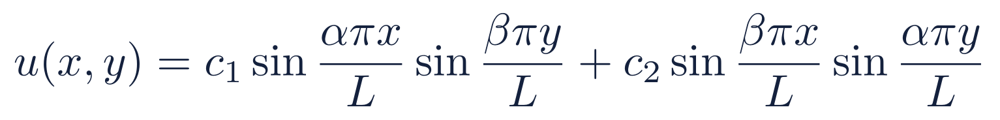 u(x, y) = c₁ sin απx/L sin βπy/L + c₂ sin βπx/L sin απy/L